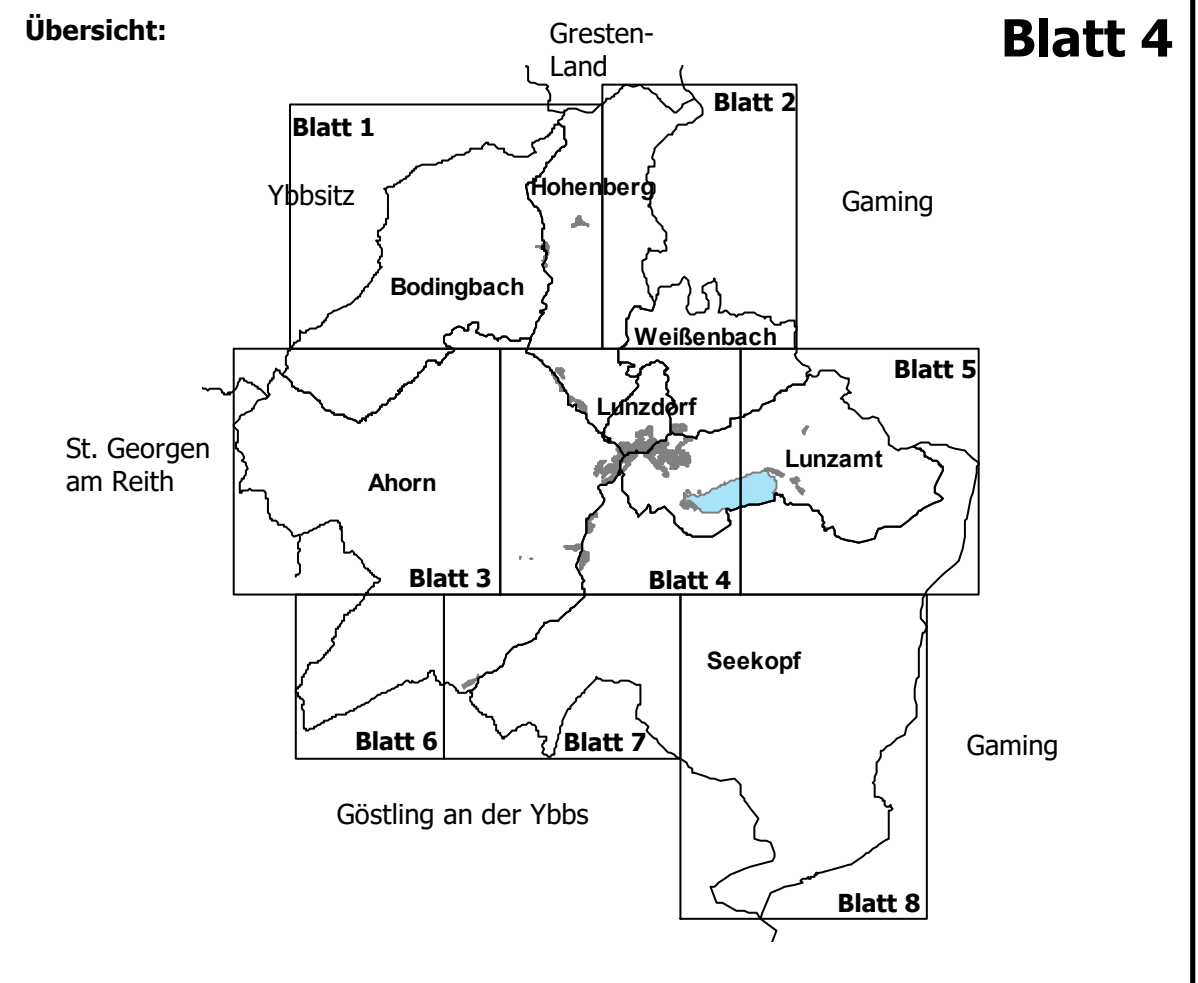 Übersicht:
Blatt 4
Gresten-
Land
Blatt 2
Blatt 1
Ybbsitz
Hohenberg
Gaming
Bodingbach
Weißenbach
Blatt 5
Lunzdorf
St. Georgen
am Reith
Ahorn
Lunzamt
Blatt 3
Blatt 4
Seekopf
Blatt 6
Blatt 7
Gaming
Göstling an der Ybbs
Blatt 8